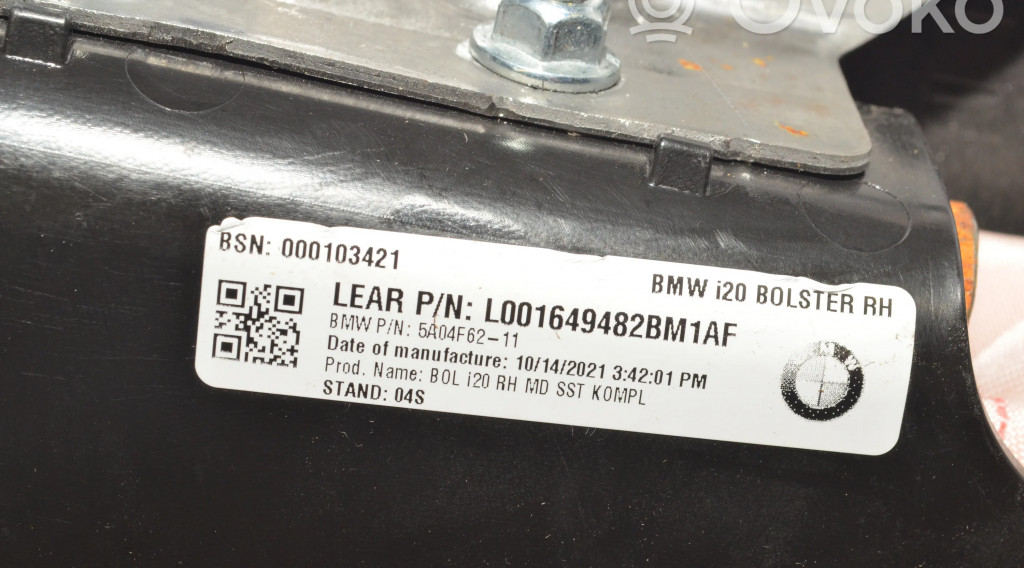 Ovoko
BSN: 000103421
BMW i20 BOLSTER RH
LEAR P/N: L001649482BM1AF
BMW P/N: 5A04F62-11
Date of manufacture: 10/14/2021 3:42:01 PM
Prod. Name: BOL i20 RH MD SST KOMPL
STAND: 04S